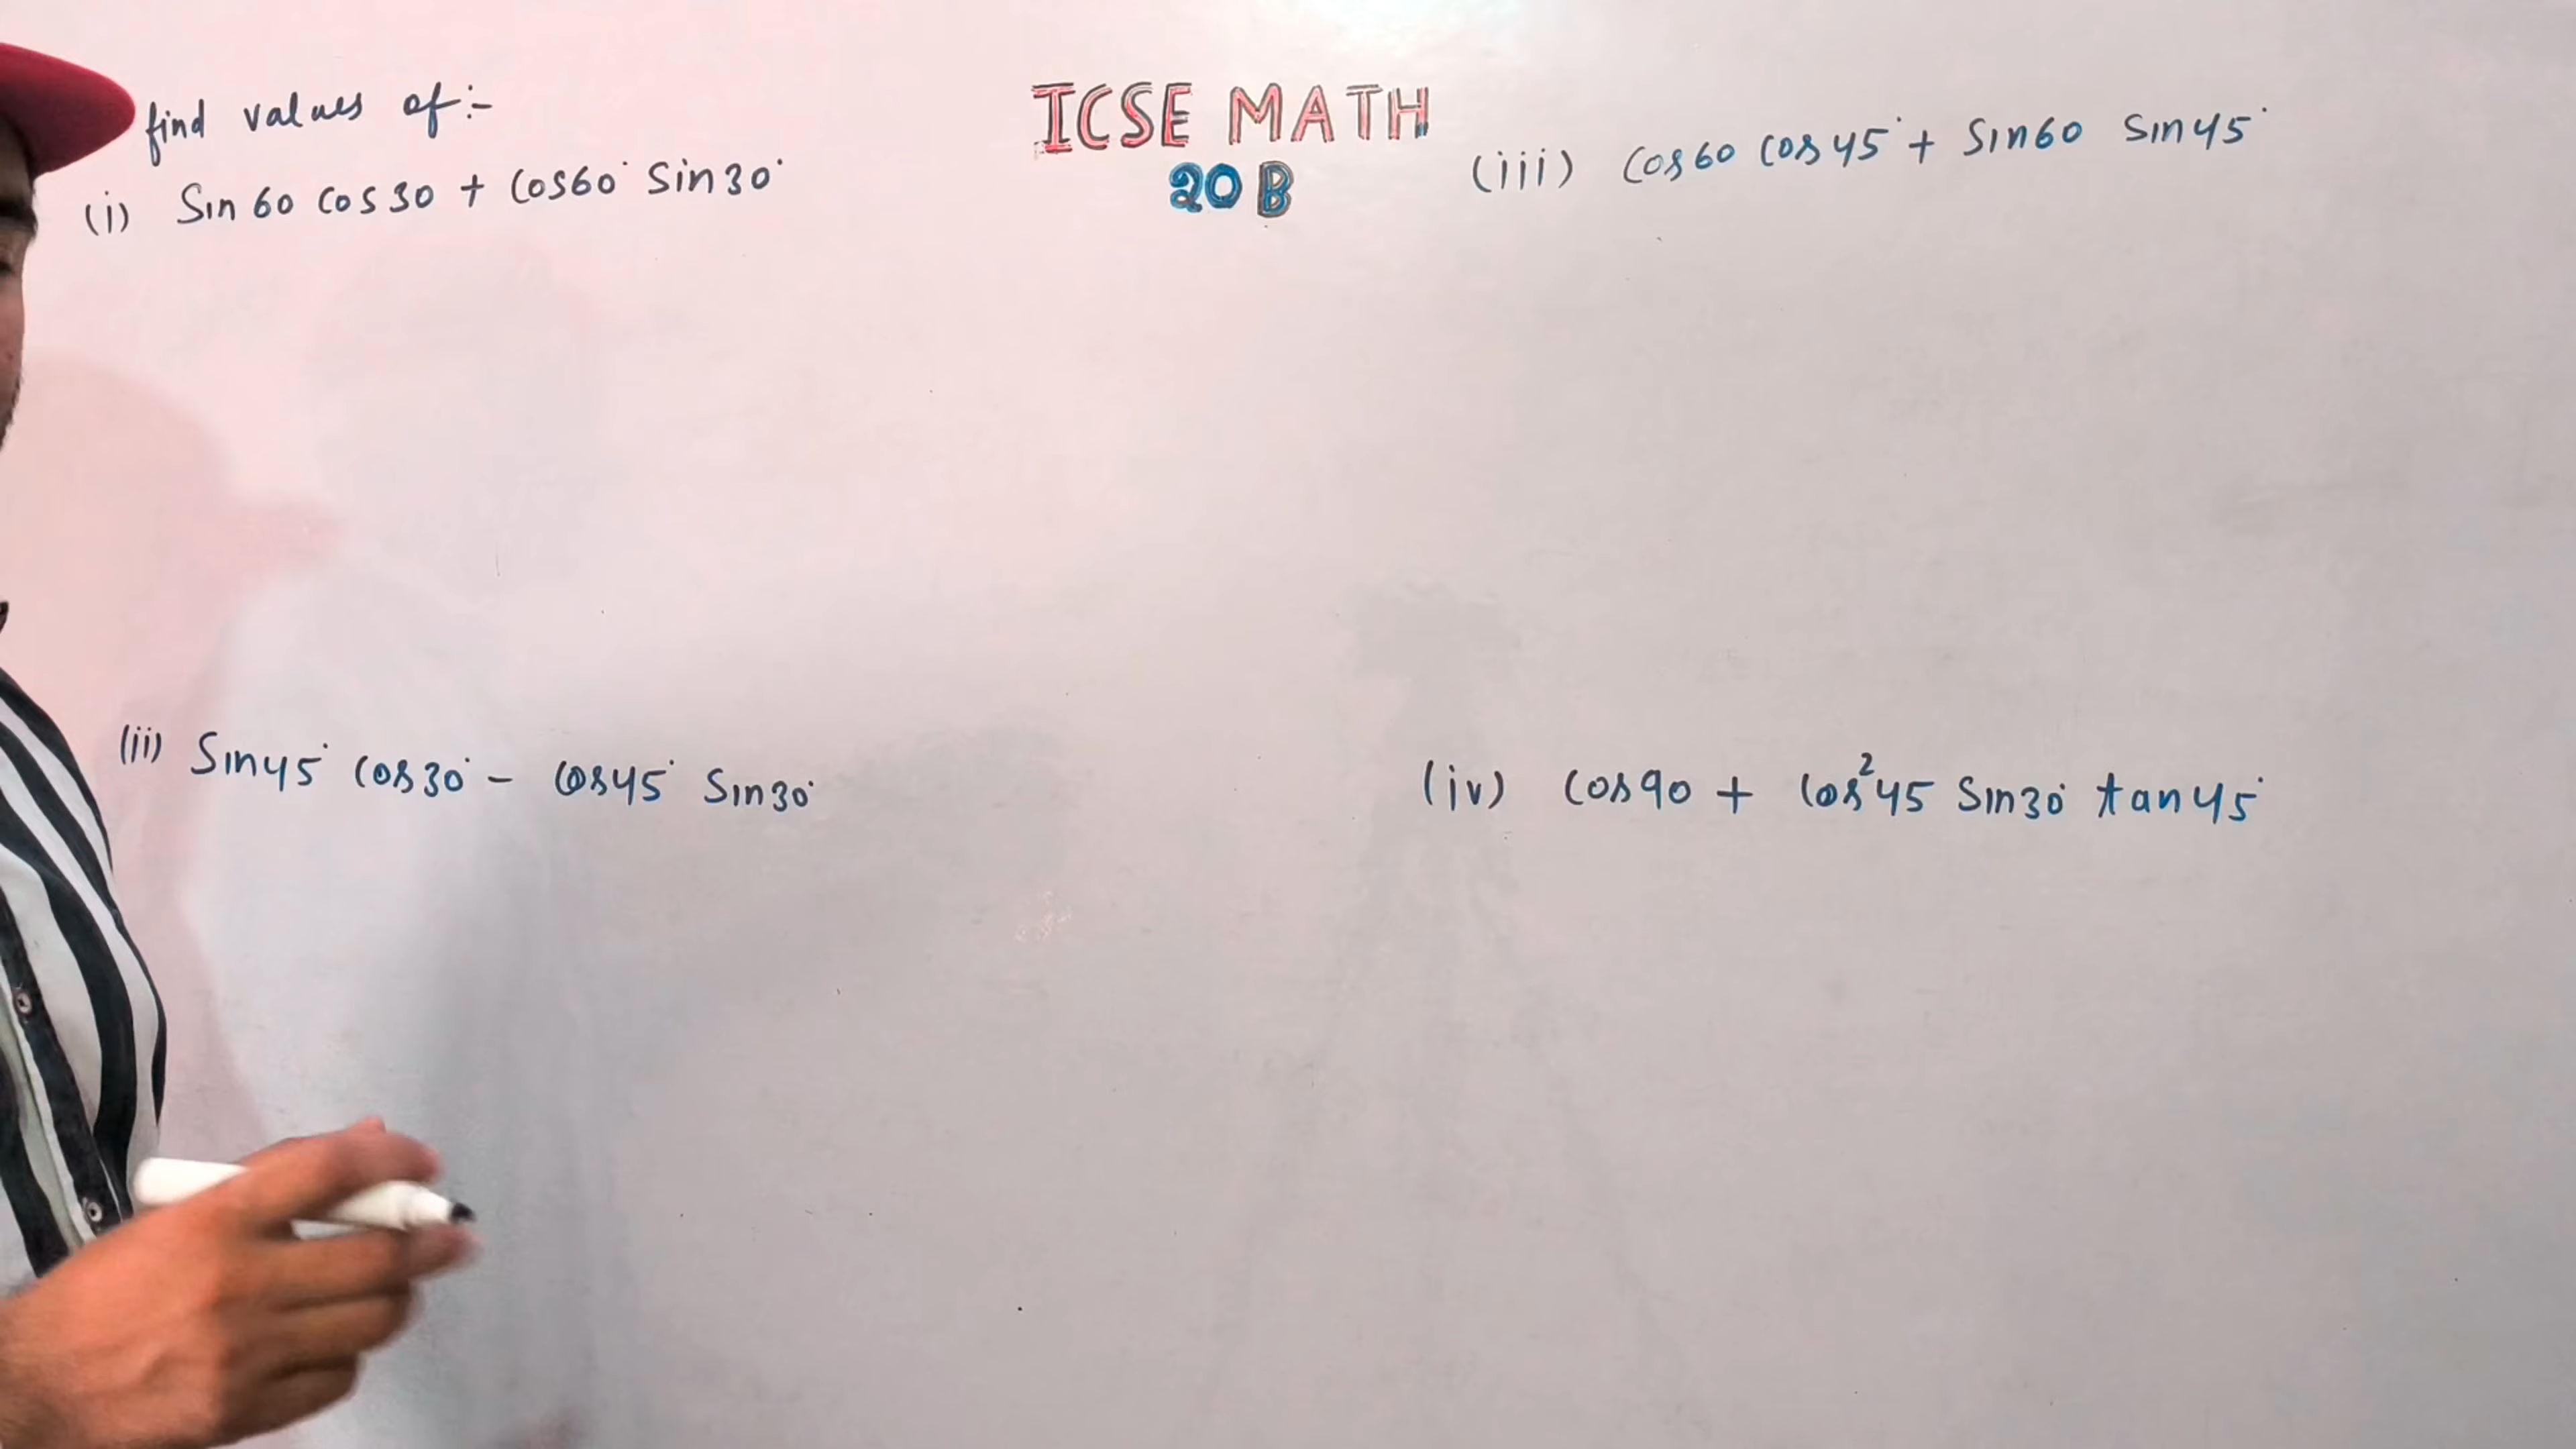 find values of:-
(i) Sin 60 cos 30 + cos60° sin 30°
ICSE MATH
20 B
(iii) cos 60 cos 45° + Sin 60 Sin 45°
(ii) Sin 45° cos 30° - cos 45° Sin 30°
(iv) cos 90 + cos²45 Sin 30° tan 45°